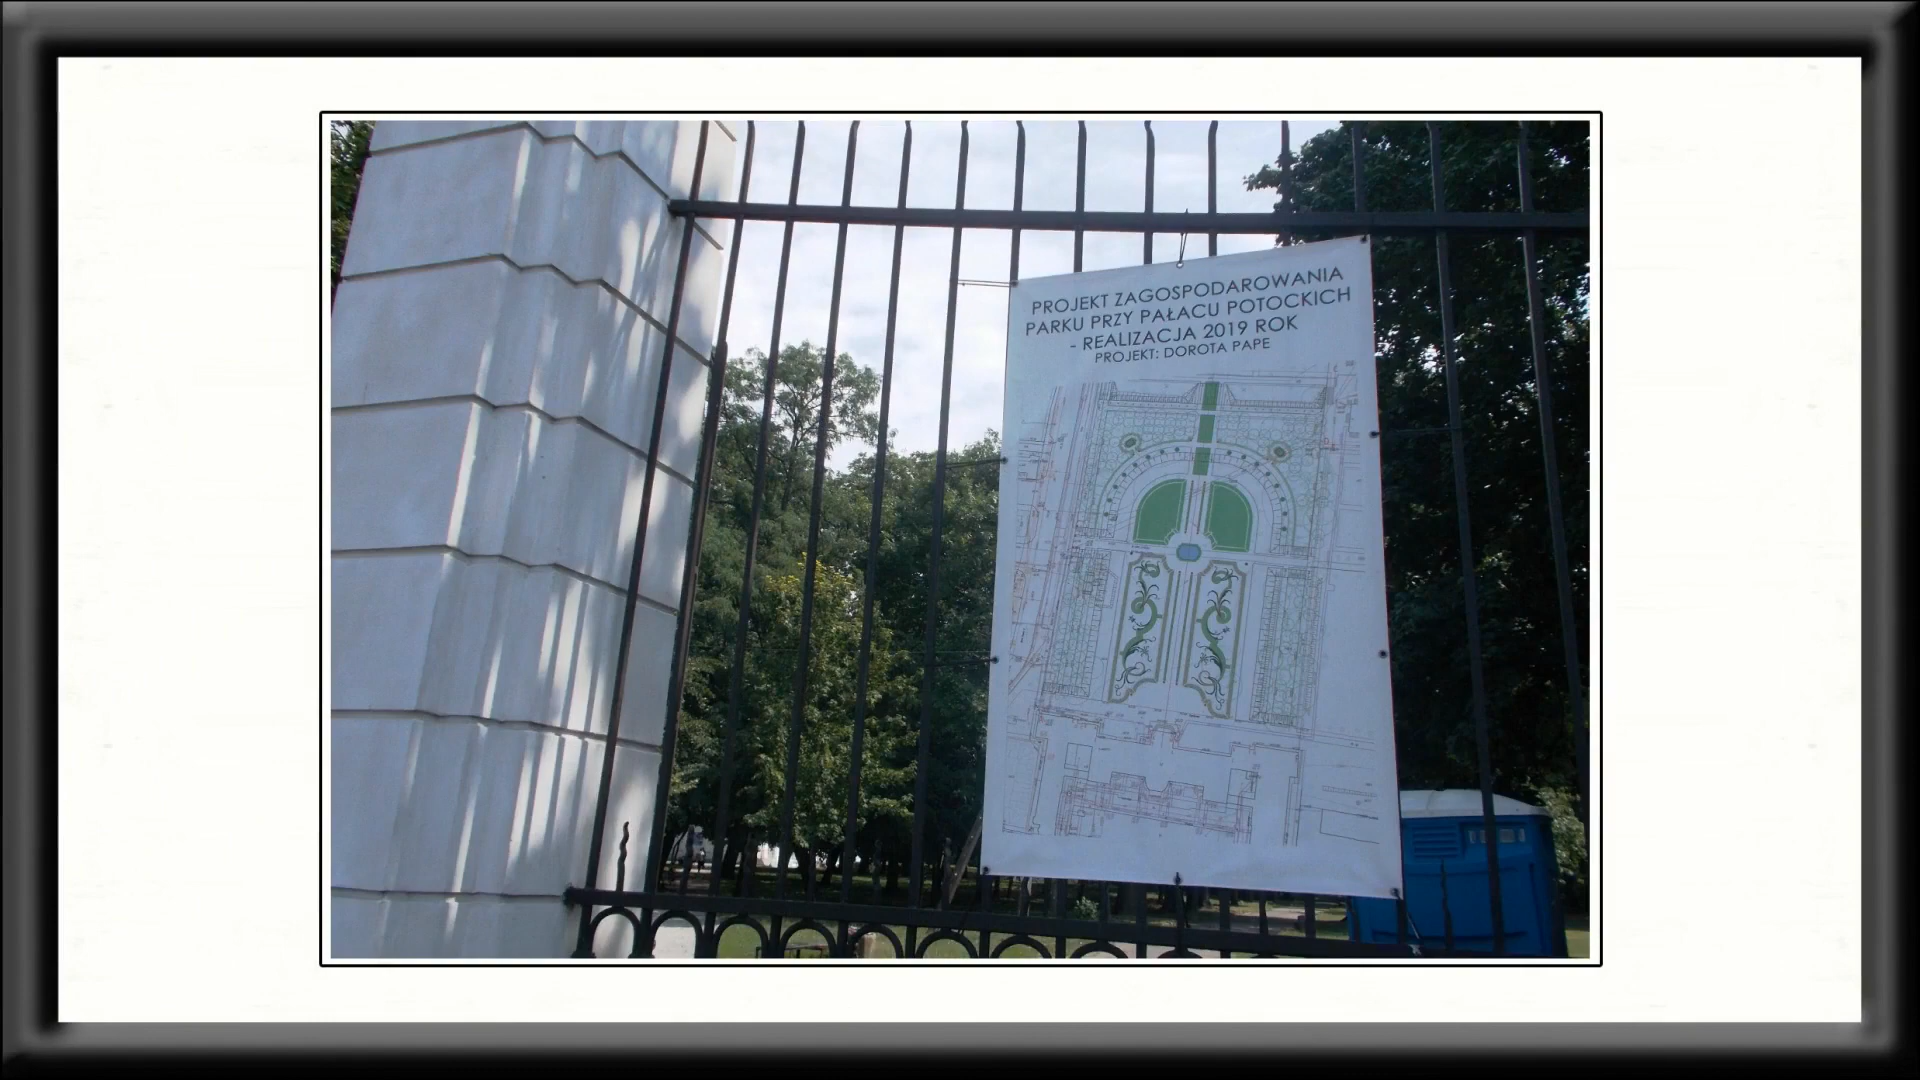 PROJEKT ZAGOSPODAROWANIA
PARKU PRZY PAŁACU POTOCKICH
- REALIZACJA 2019 ROK
PROJEKT: DOROTA PAPE